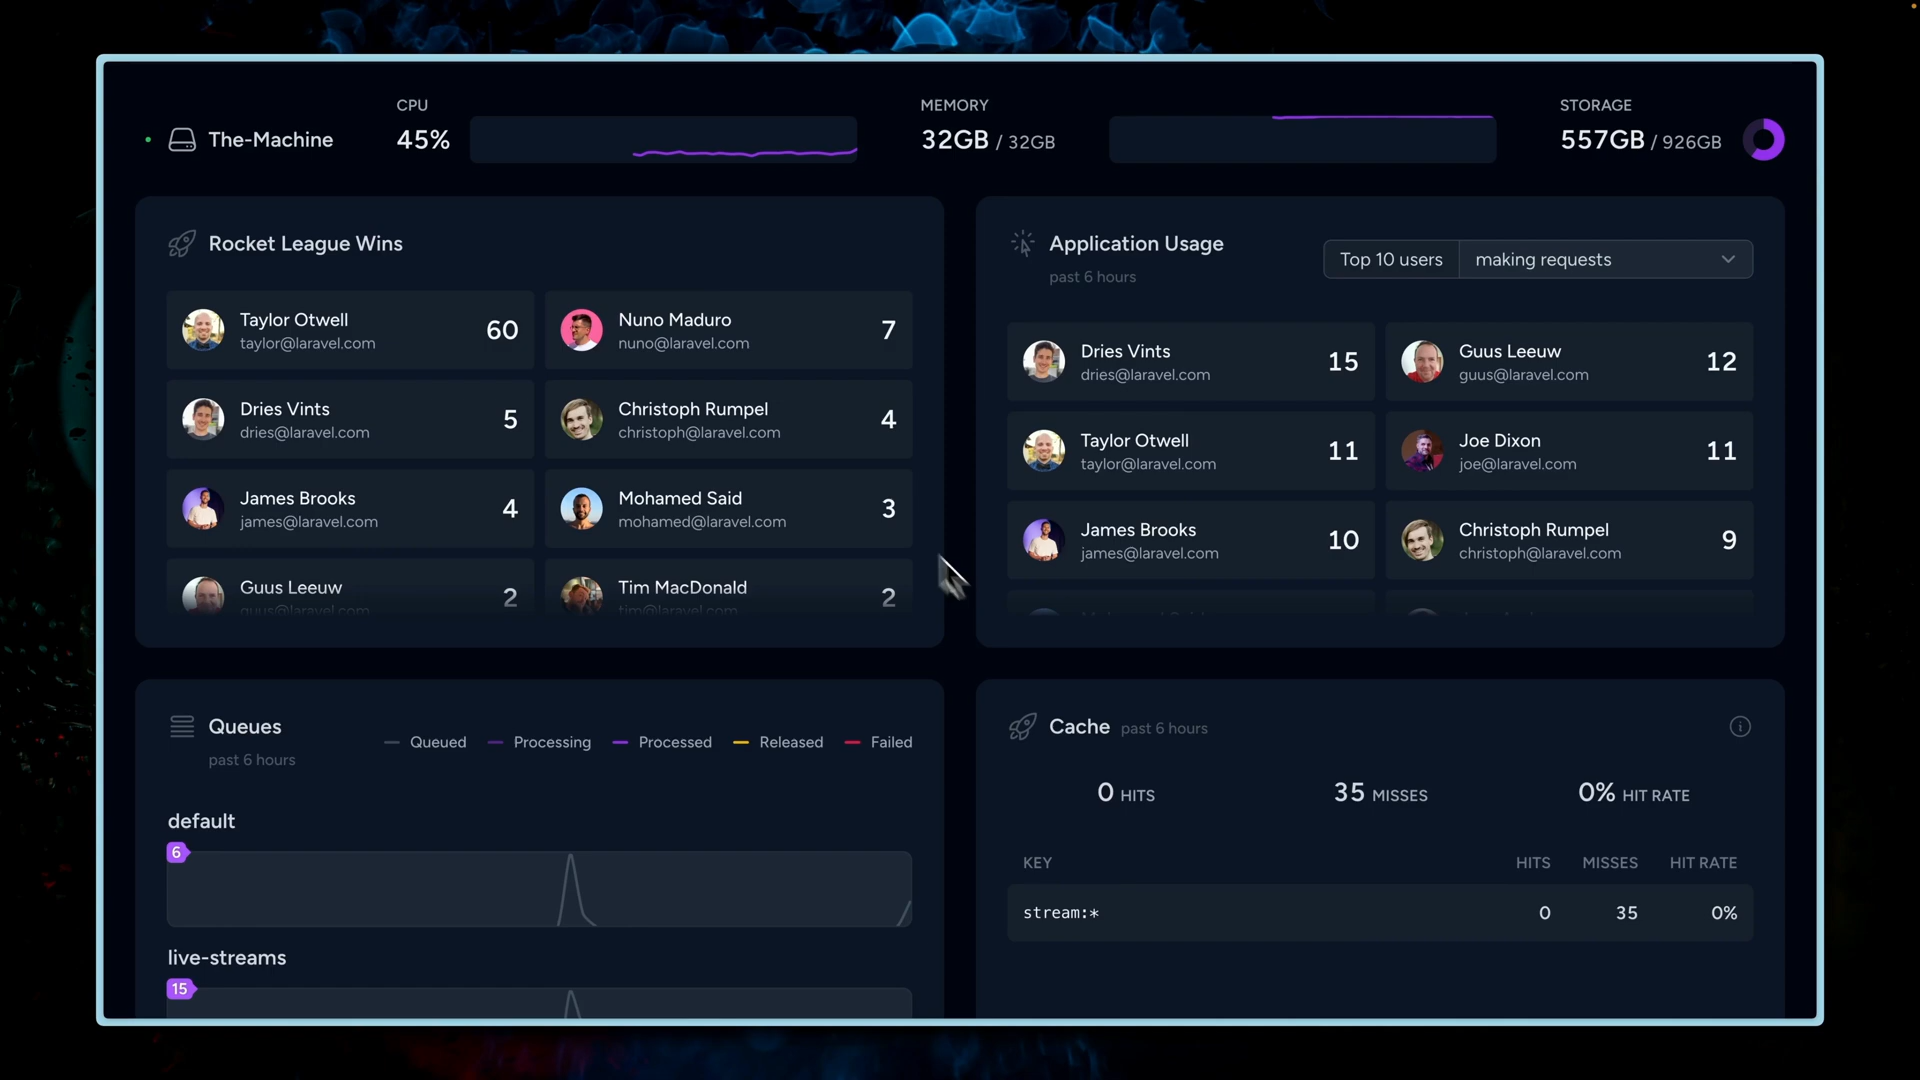 The-Machine
CPU
45%
MEMORY
32GB / 32GB
STORAGE
557GB / 926GB
Rocket League Wins
Taylor Otwell
taylor@laravel.com
60
Nuno Maduro
nuno@laravel.com
7
Dries Vints
dries@laravel.com
5
Christoph Rumpel
christoph@laravel.com
4
James Brooks
james@laravel.com
4
Mohamed Said
mohamed@laravel.com
3
Guus Leeuw
guus@laravel.com
2
Tim MacDonald
tim@laravel.com
2
Application Usage
past 6 hours
Top 10 users
making requests
Dries Vints
dries@laravel.com
15
Guus Leeuw
guus@laravel.com
12
Taylor Otwell
taylor@laravel.com
11
Joe Dixon
joe@laravel.com
11
James Brooks
james@laravel.com
10
Christoph Rumpel
christoph@laravel.com
9
Queues
past 6 hours
Queued
Processing
Processed
Released
Failed
default
6
live-streams
15
Cache past 6 hours
0 HITS
35 MISSES
0% HIT RATE
KEY HITS MISSES HIT RATE
stream:* 0 35 0%